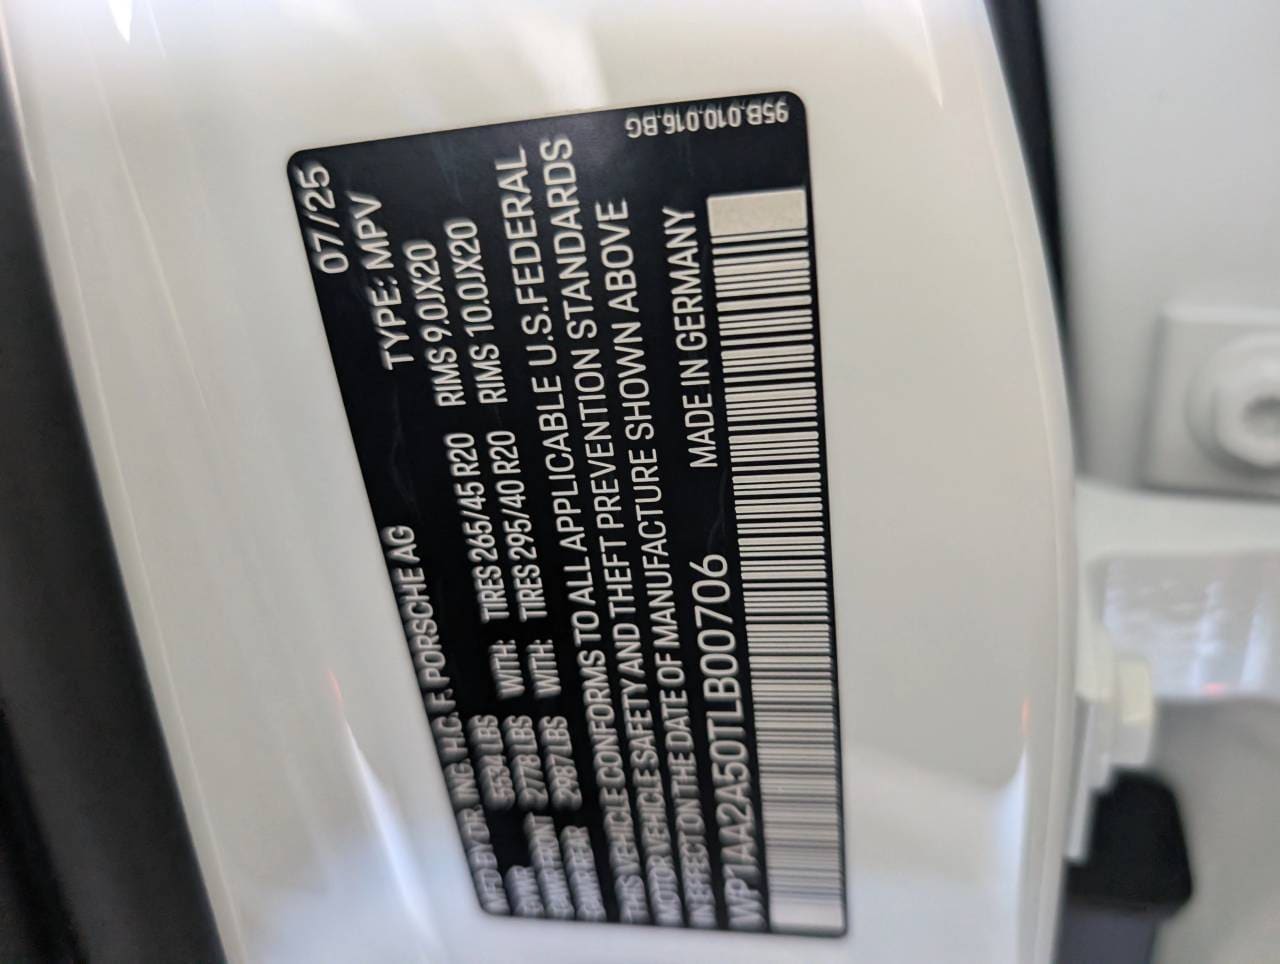 MFD BY DR. ING. H.C. F. PORSCHE AG 07/25
TYPE: MPV
GVWR 5534 LBS WITH: TIRES 265/45 R20 RIMS 9.0JX20
GAWR FRONT 2778 LBS WITH: TIRES 295/40 R20 RIMS 10.0JX20
GAWR REAR 2987 LBS
THIS VEHICLE CONFORMS TO ALL APPLICABLE U.S. FEDERAL
MOTOR VEHICLE SAFETY AND THEFT PREVENTION STANDARDS
IN EFFECT ON THE DATE OF MANUFACTURE SHOWN ABOVE
WP1AA2A50TLB00706 MADE IN GERMANY
95B.010.016.BG